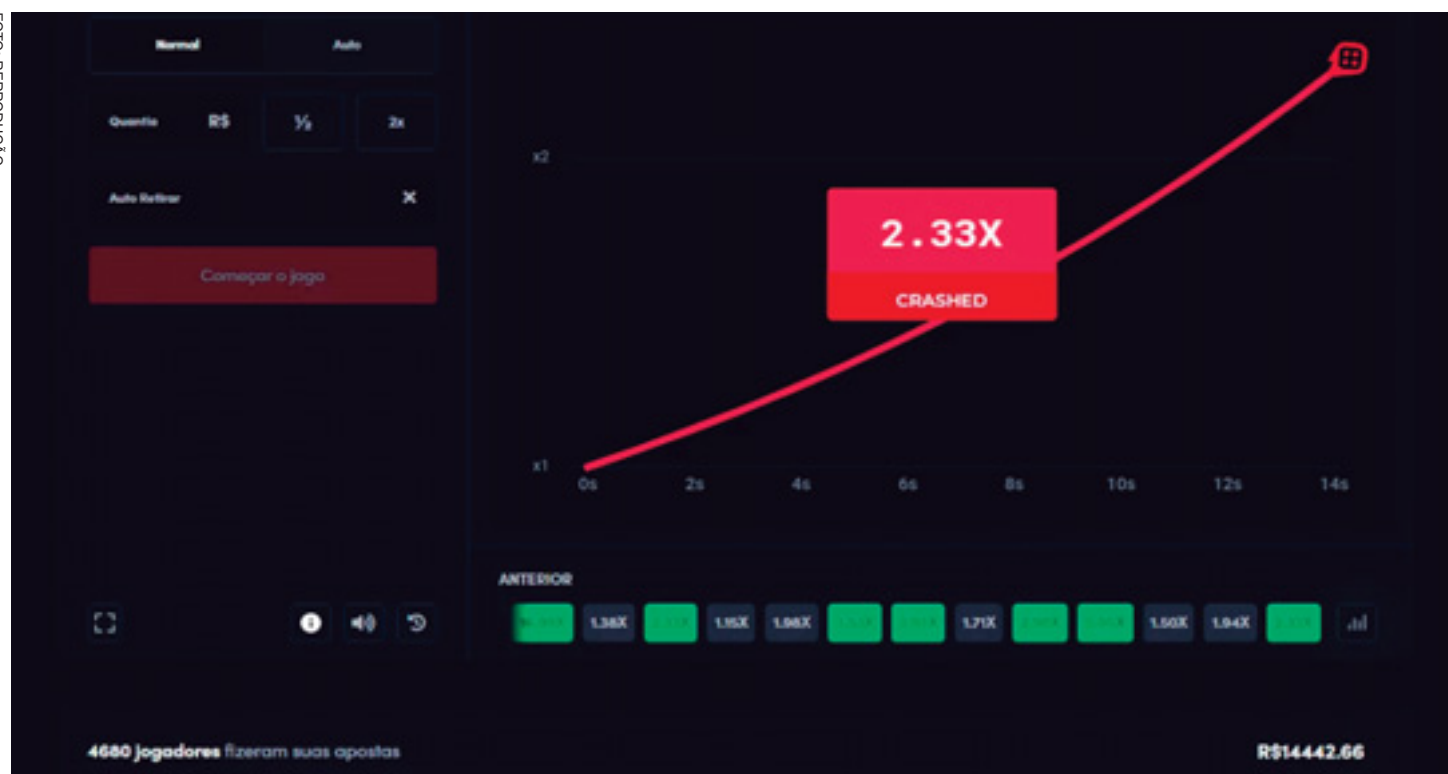 FOTO: REPRODUÇÃO
Normal Auto
Quantia R$ ½ 2x
x2
Auto Retirar ×
2.33X
Começar o jogo
CRASHED
x1
0s 2s 4s 6s 8s 10s 12s 14s
ANTERIOR
1.38X 1.15X 1.98X 1.71X 1.50X 1.94X
4680 jogadores fizeram suas apostas R$14442.66